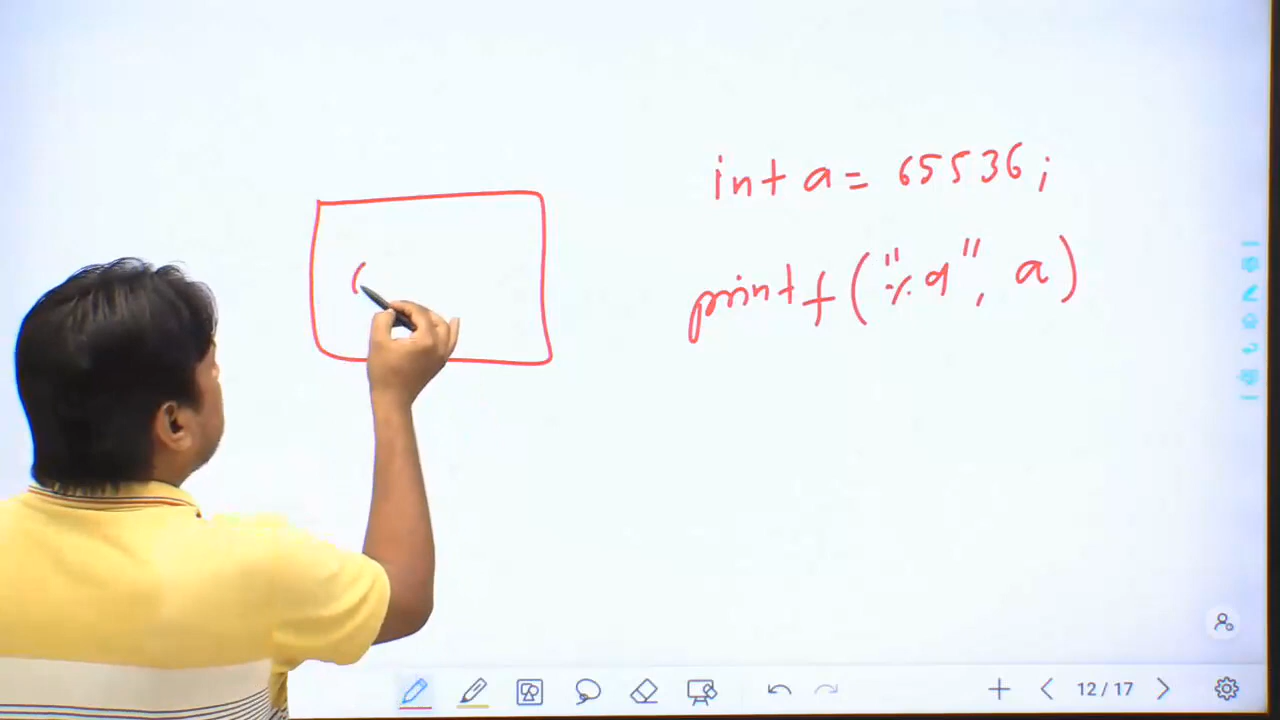 int a = 65536;
printf("%d", a)
12/17